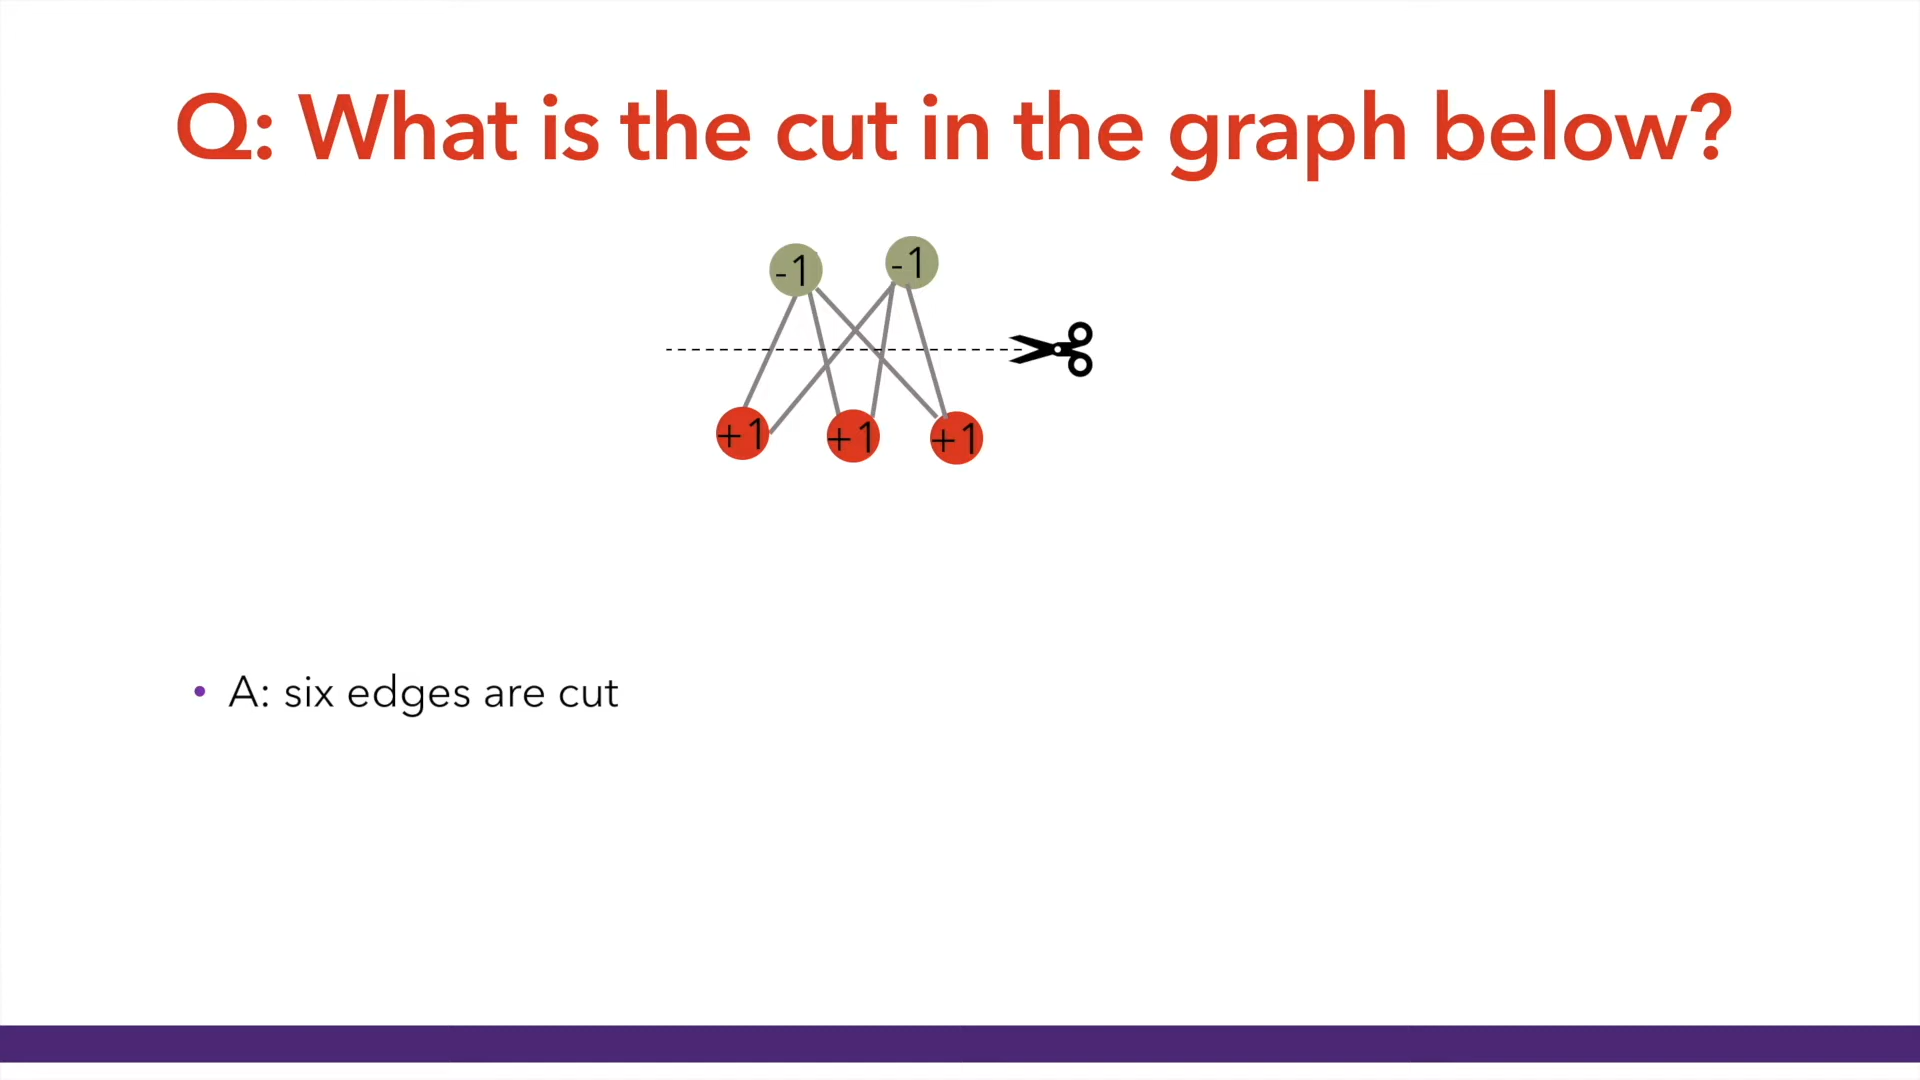 Q: What is the cut in the graph below?
-1 -1
+1 +1 +1
• A: six edges are cut